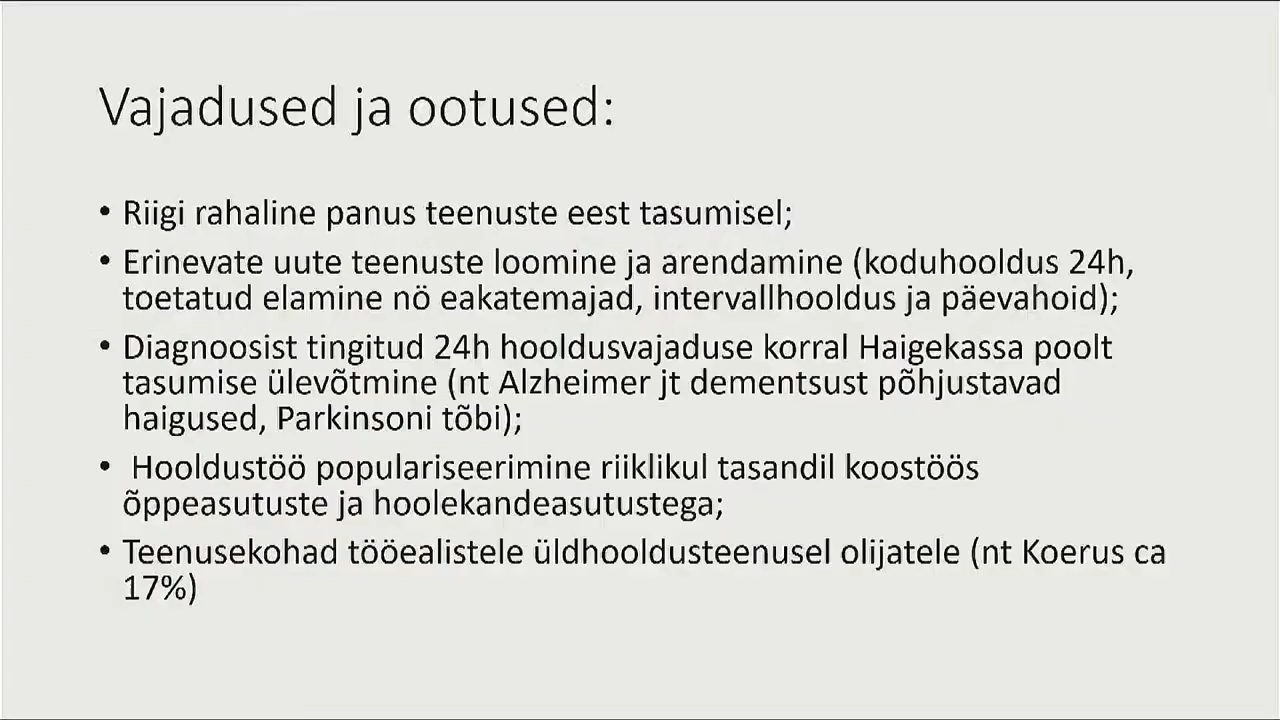 Vajadused ja ootused:
• Riigi rahaline panus teenuste eest tasumisel;
• Erinevate uute teenuste loomine ja arendamine (koduhooldus 24h,
toetatud elamine nö eakatemajad, intervallhooldus ja päevahoid);
• Diagnoosist tingitud 24h hooldusvajaduse korral Haigekassa poolt
tasumise ülevõtmine (nt Alzheimer jt dementsust põhjustavad
haigused, Parkinsoni tõbi);
• Hooldustöö populariseerimine riiklikul tasandil koostöös
õppeasutuste ja hoolekandeasutustega;
• Teenusekohad tööealistele üldhooldusteenusel olijatele (nt Koerus ca
17%)